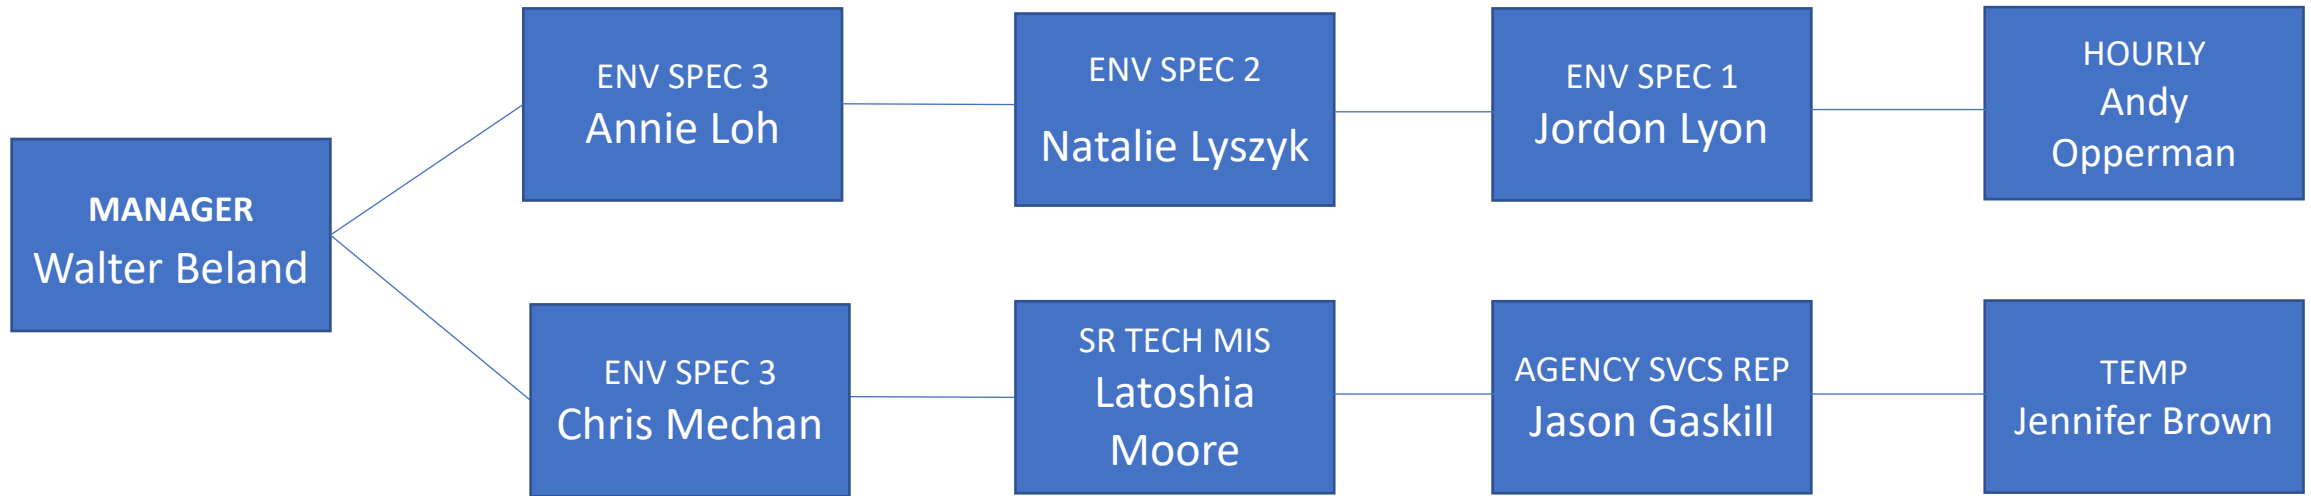 MANAGER
Walter Beland
ENV SPEC 3
Annie Loh
ENV SPEC 2
Natalie Lyszyk
ENV SPEC 1
Jordon Lyon
HOURLY
Andy
Opperman
ENV SPEC 3
Chris Mechan
SR TECH MIS
Latoshia
Moore
AGENCY SVCS REP
Jason Gaskill
TEMP
Jennifer Brown